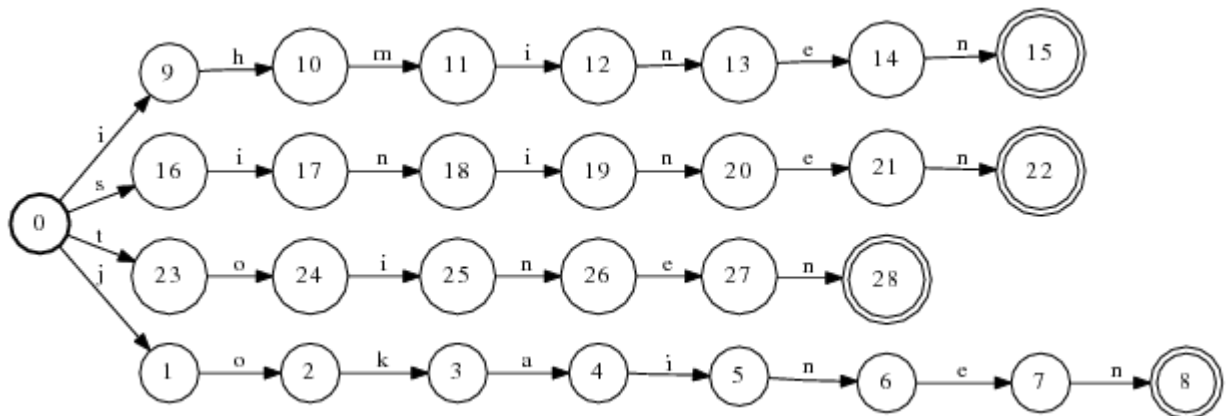 i 9 h 10 m 11 i 12 n 13 e 14 n 15
s 16 i 17 n 18 i 19 n 20 e 21 n 22
0
t 23 o 24 i 25 n 26 e 27 n 28
j 1 o 2 k 3 a 4 i 5 n 6 e 7 n 8